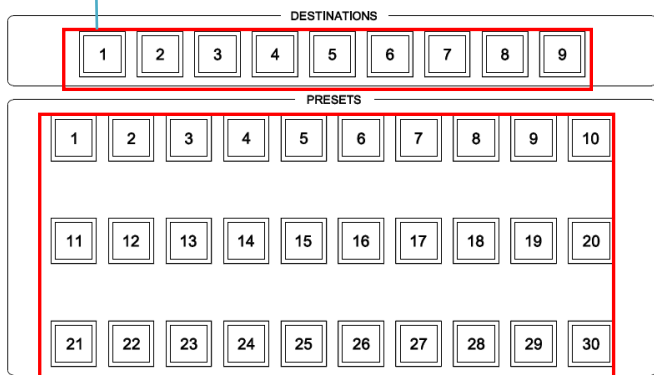 DESTINATIONS
1 2 3 4 5 6 7 8 9
PRESETS
1 2 3 4 5 6 7 8 9 10
11 12 13 14 15 16 17 18 19 20
21 22 23 24 25 26 27 28 29 30